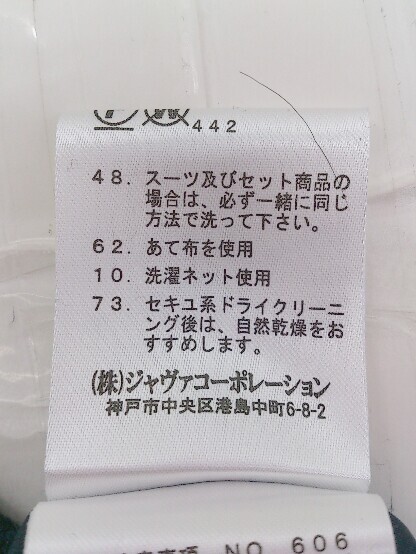 442
48. スーツ及びセット商品の
場合は、必ず一緒に同じ
方法で洗って下さい。
62. あて布を使用
10. 洗濯ネット使用
73. セキユ系ドライクリーニ
ング後は、自然乾燥をお
すすめします。
(株)ジャヴァコーポレーション
神戸市中央区港島中町6-8-2
NO 606